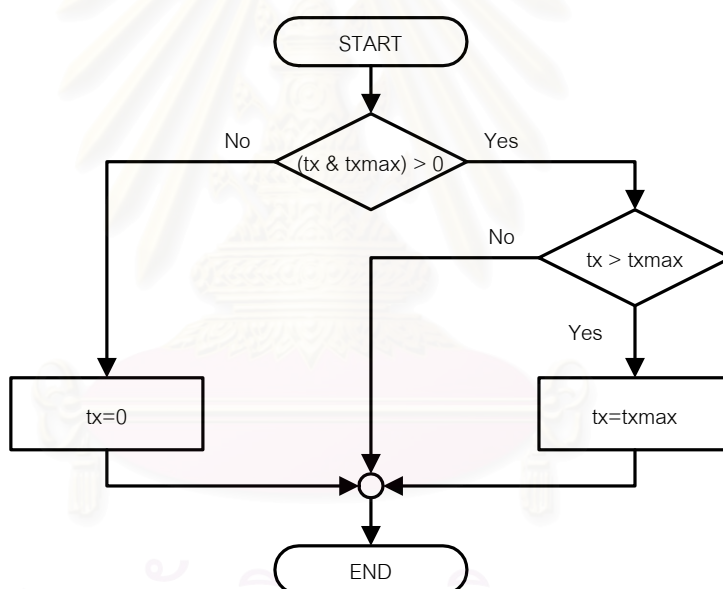 START
No
Yes
(tx & txmax) > 0
No
tx > txmax
Yes
tx=0
tx=txmax
END